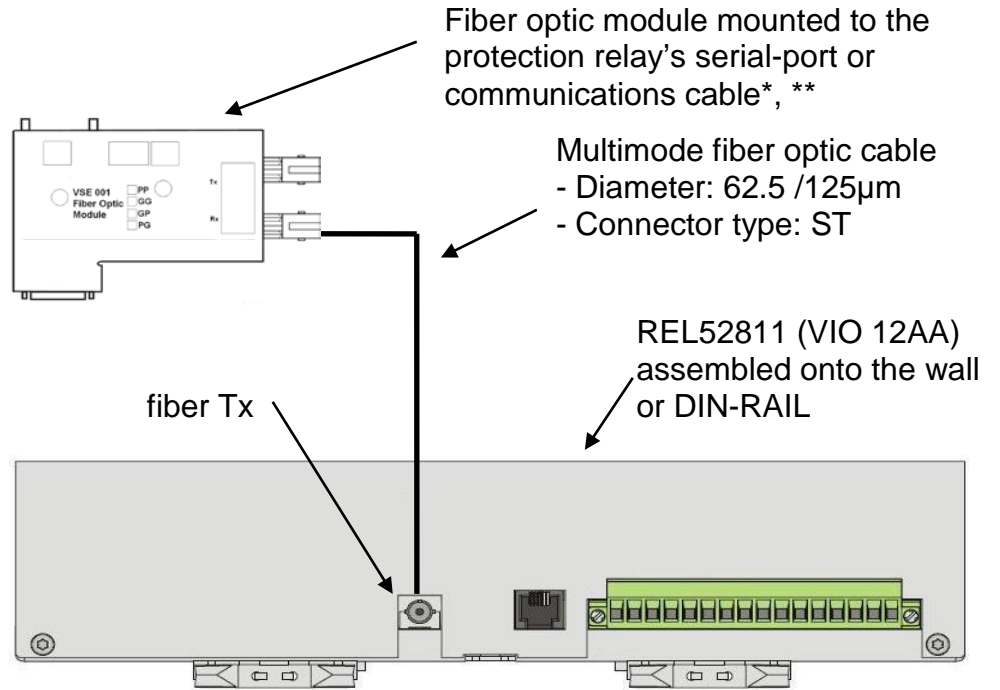 Fiber optic module mounted to the
protection relay's serial-port or
communications cable*, **
Multimode fiber optic cable
- Diameter: 62.5 /125µm
- Connector type: ST
Tx
VSE 001
Fiber Optic
Module
PP
GG
GP
PG
Rx
REL52811 (VIO 12AA)
assembled onto the wall
or DIN-RAIL
fiber Tx